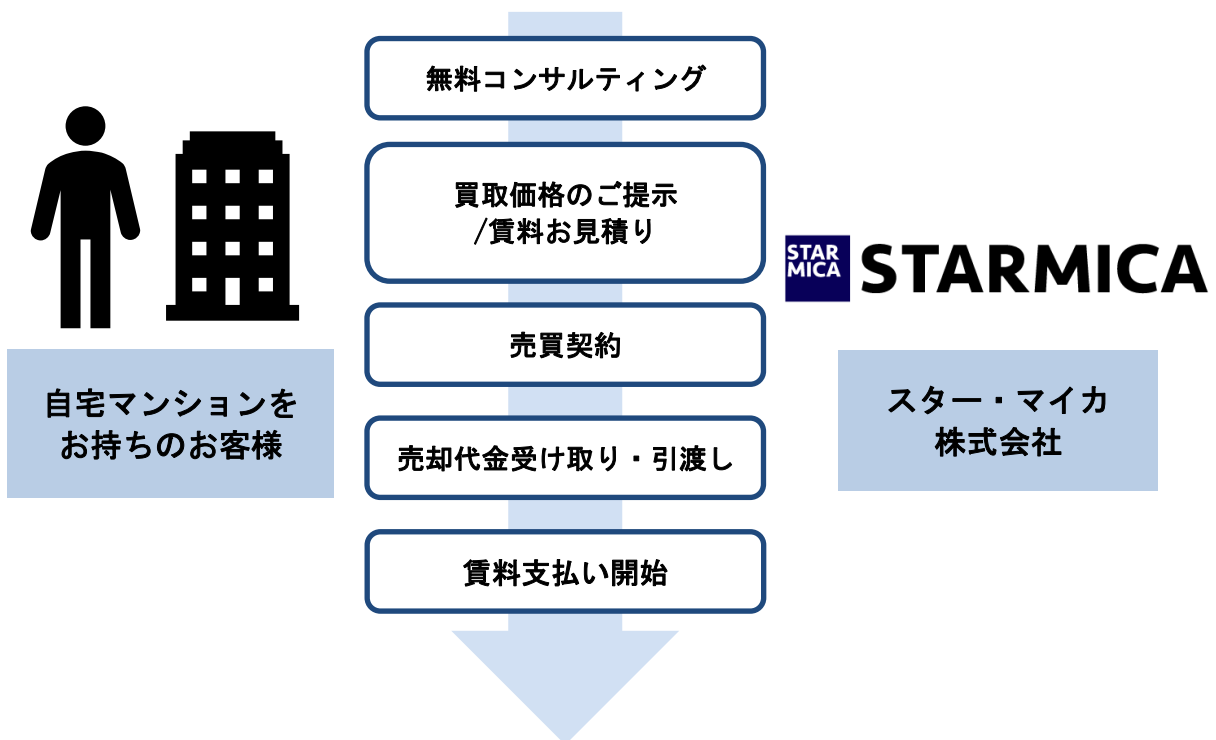 無料コンサルティング
買取価格のご提示
/賃料お見積り
売買契約
売却代金受け取り・引渡し
賃料支払い開始
自宅マンションを
お持ちのお客様
STAR
MICA
STARMICA
スター・マイカ
株式会社